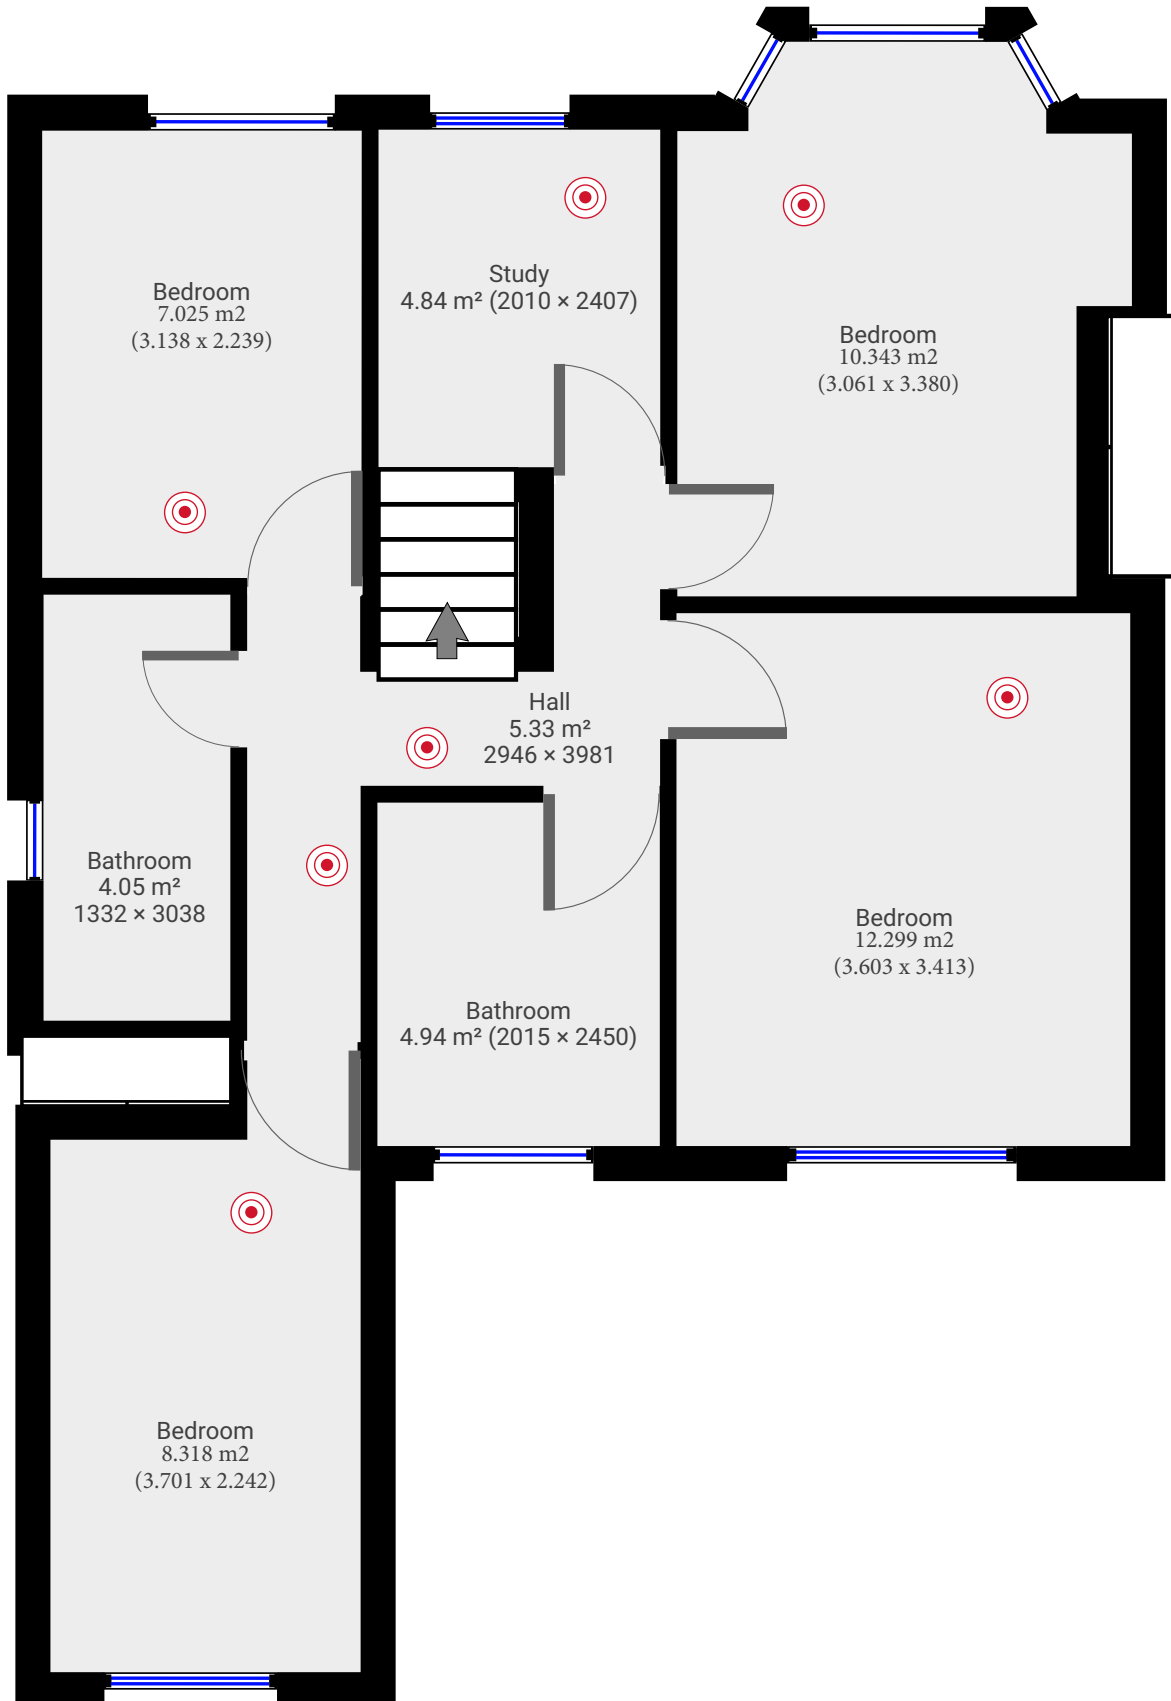 Study
4.84 m² (2010 × 2407)
Bedroom
7.025 m2
(3.138 x 2.239)
Bedroom
10.343 m2
(3.061 x 3.380)
Hall
5.33 m²
2946 × 3981
Bathroom
4.05 m²
1332 × 3038
Bedroom
12.299 m2
(3.603 x 3.413)
Bathroom
4.94 m² (2015 × 2450)
Bedroom
8.318 m2
(3.701 x 2.242)